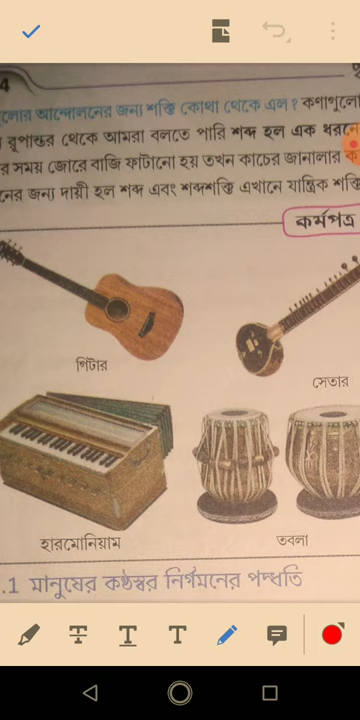 4
লোর আন্দোলনের জন্য শক্তি কোথা থেকে এল? কণাগুলো
রূপান্তর থেকে আমরা বলতে পারি শব্দ হল এক ধরনে
র সময় জোরে বাজি ফাটানো হয় তখন কাচের জানালার
নের জন্য দায়ী হল শব্দ এবং শব্দশক্তি এখানে যান্ত্রিক শক্তি
কর্মপত্র
গিটার
সেতার
হারমোনিয়াম
তবলা
.1 মানুষের কণ্ঠস্বর নির্গমনের পদ্ধতি